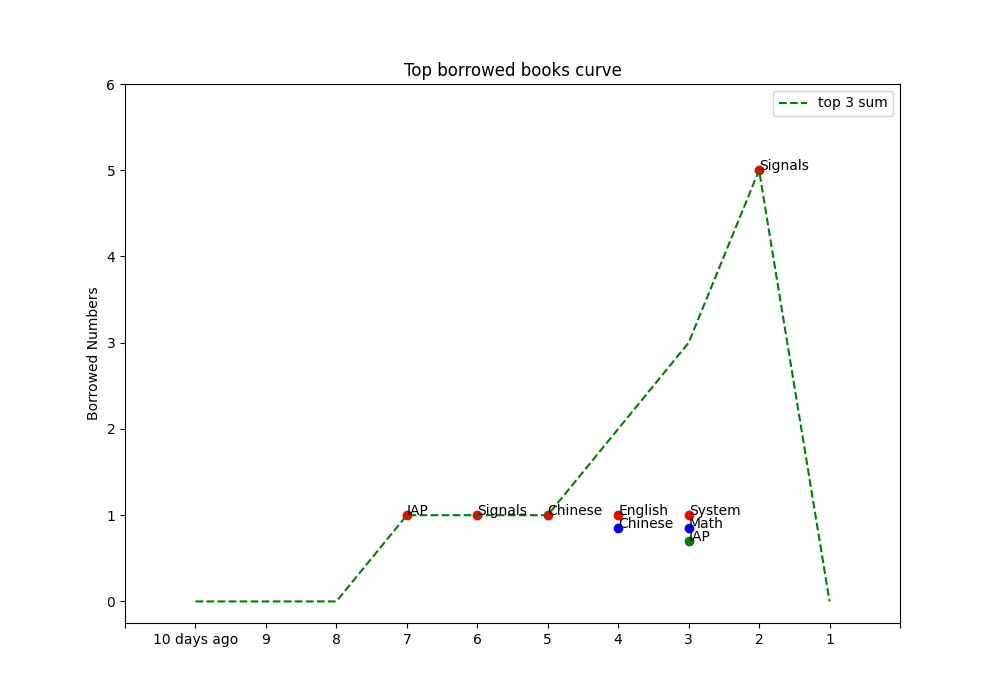 Top borrowed books curve
6
top 3 sum
5
Signals
4
Borrowed Numbers
3
2
1
IAP
Signals
Chinese
English
System
Chinese
Math
IAP
0
10 days ago 9 8 7 6 5 4 3 2 1